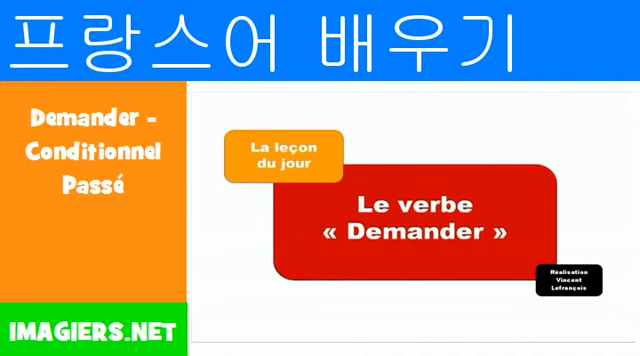 프랑스어 배우기
Demander -
Conditionnel
Passé
La leçon
du jour
Le verbe
« Demander »
Réalisation
Vincent
Lefrançois
IMAGIERS.NET